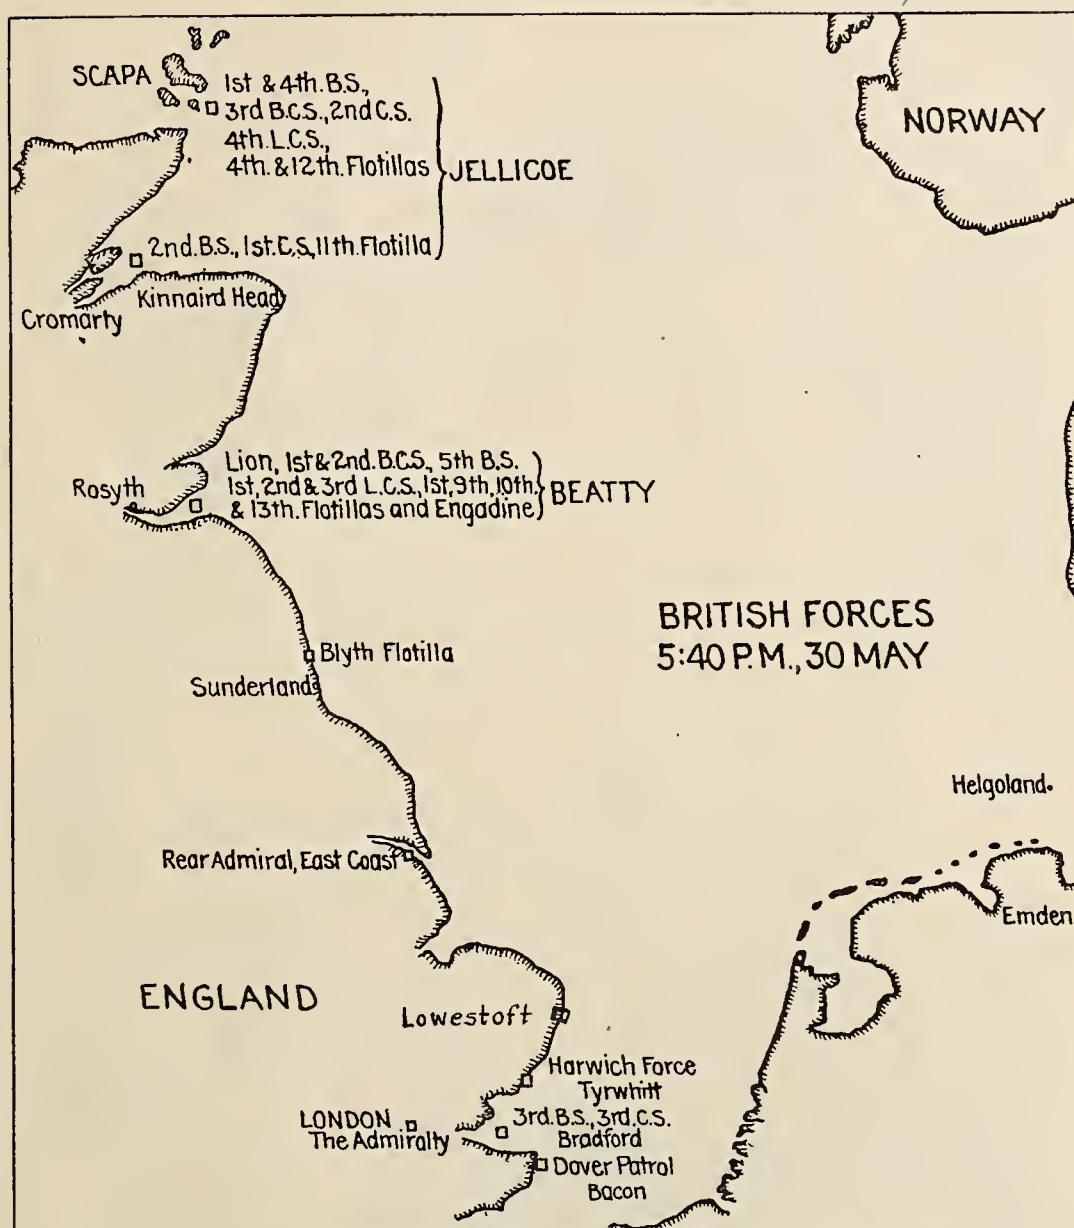 SCAPA
1st & 4th. B.S.,
3rd B.C.S., 2nd C.S.
4th. L.C.S.,
4th. & 12th. Flotillas
JELLICOE
NORWAY
2nd. B.S., 1st. C.S, 11th. Flotilla
Kinnaird Head
Cromarty
Lion, 1st & 2nd. B.C.S., 5th B.S.
1st, 2nd & 3rd L.C.S., 1st, 9th, 10th.
& 13th. Flotillas and Engadine
BEATTY
Rosyth
BRITISH FORCES
5:40 P.M., 30 MAY
Blyth Flotilla
Sunderland
Helgoland.
Rear Admiral, East Coast
Emden
ENGLAND
Lowestoft
Harwich Force
Tyrwhitt
LONDON
The Admiralty
3rd. B.S., 3rd. C.S.
Bradford
Dover Patrol
Bacon